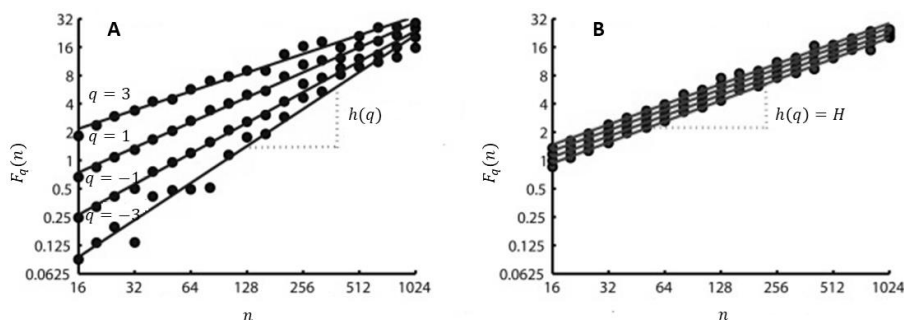 A
32
16
8
4
2
1
0.5
0.25
0.125
0.0625
F_q(n)
q = 3
q = 1
q = −1
q = −3
h(q)
16 32 64 128 256 512 1024
n
B
32
16
8
4
2
1
0.5
0.25
0.125
0.0625
F_q(n)
h(q) = H
16 32 64 128 256 512 1024
n